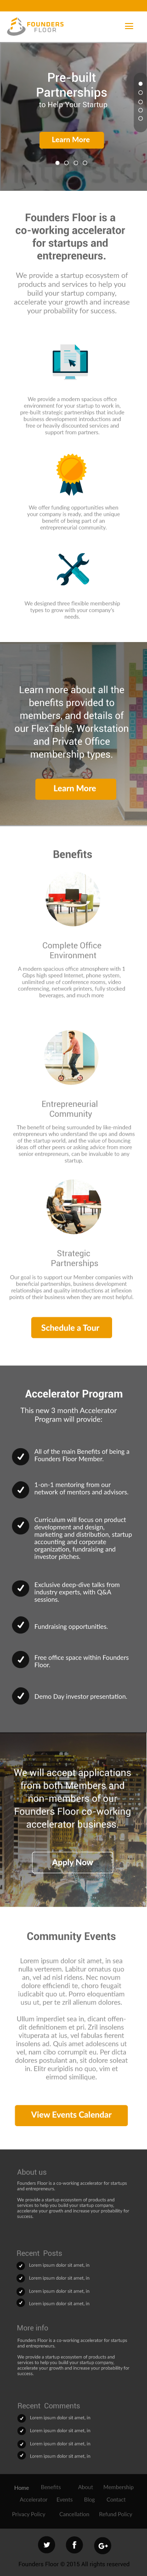 FOUNDERS
FLOOR
Pre-built
Partnerships
to Help Your Startup
Learn More
Founders Floor is a
co-working accelerator
for startups and
entrepreneurs.
We provide a startup ecosystem of
products and services to help you
build your startup company,
accelerate your growth and increase
your probability for success.
We provide a modern spacious office
environment for your startup to work in,
pre-built strategic partnerships that include
business development introductions and
free or heavily discounted services and
support from partners.
We offer funding opportunities when
your company is ready, and the unique
benefit of being part of an
entrepreneurial community.
We designed three flexible membership
types to grow with your company's
needs.
Learn more about all the
benefits provided to
members, and details of
our FlexTable, Workstation
and Private Office
membership types.
Learn More
Benefits
Complete Office
Environment
A modern spacious office atmosphere with 1
Gbps high-speed Internet, phone system,
unlimited use of conference rooms, video
conferencing, network printers, fully stocked
beverages, and much more
Entrepreneurial
Community
The benefit of being surrounded by like-minded
entrepreneurs who understand the ups and downs
of the startup world, and the value of bouncing
ideas off other peers or asking advice from more
senior entrepreneurs, can be invaluable to any
startup.
Strategic
Partnerships
Our goal is to support our Member companies with
beneficial partnerships, business development
relationships and quality introductions at inflexion
points of their business when they are most helpful.
Schedule a Tour
Accelerator Program
This new 3 month Accelerator
Program will provide:
All of the main Benefits of being a
Founders Floor Member.
1-on-1 mentoring from our
network of mentors and advisors.
Curriculum will focus on product
development and design,
marketing and distribution, startup
accounting and corporate
organization, fundraising and
investor pitches.
Exclusive deep-dive talks from
industry experts, with Q&A
sessions.
Fundraising opportunities.
Free office space within Founders
Floor.
Demo Day investor presentation.
We will accept applications
from both Members and
non-members of our
Founders Floor co-working
accelerator business.
Apply Now
Community Events
Lorem ipsum dolor sit amet, in sea
nulla verterem. Labitur ornatus quo
an, vel ad nisl ridens. Nec novum
dolore efficiendi te, choro feugait
iudicabit quo ut. Porro eloquentiam
usu ut, per te zril alienum dolores.
Ullum imperdiet sea in, dicant offen-
dit definitionem et pri. Zril insolens
vituperata at ius, vel fabulas fierent
insolens ad. Quis amet adolescens ut
vel, nam cibo corrumpit eu. Per dicta
dolores postulant an, sit dolore soleat
in. Elitr euripidis no quo, vim et
eirmod similique.
View Events Calendar
About us
Founders Floor is a co-working accelerator for startups
and entrepreneurs.
We provide a startup ecosystem of products and
services to help you build your startup company,
accelerate your growth and increase your probability for
success.
Recent Posts
Lorem ipsum dolor sit amet, in
Lorem ipsum dolor sit amet, in
Lorem ipsum dolor sit amet, in
Lorem ipsum dolor sit amet, in
More info
Founders Floor is a co-working accelerator for startups
and entrepreneurs.
We provide a startup ecosystem of products and
services to help you build your startup company,
accelerate your growth and increase your probability for
success.
Recent Comments
Lorem ipsum dolor sit amet, in
Lorem ipsum dolor sit amet, in
Lorem ipsum dolor sit amet, in
Lorem ipsum dolor sit amet, in
Home Benefits About Membership
Accelerator Events Blog Contact
Privacy Policy Cancellation Refund Policy
Founders Floor © 2016 All rights reserved